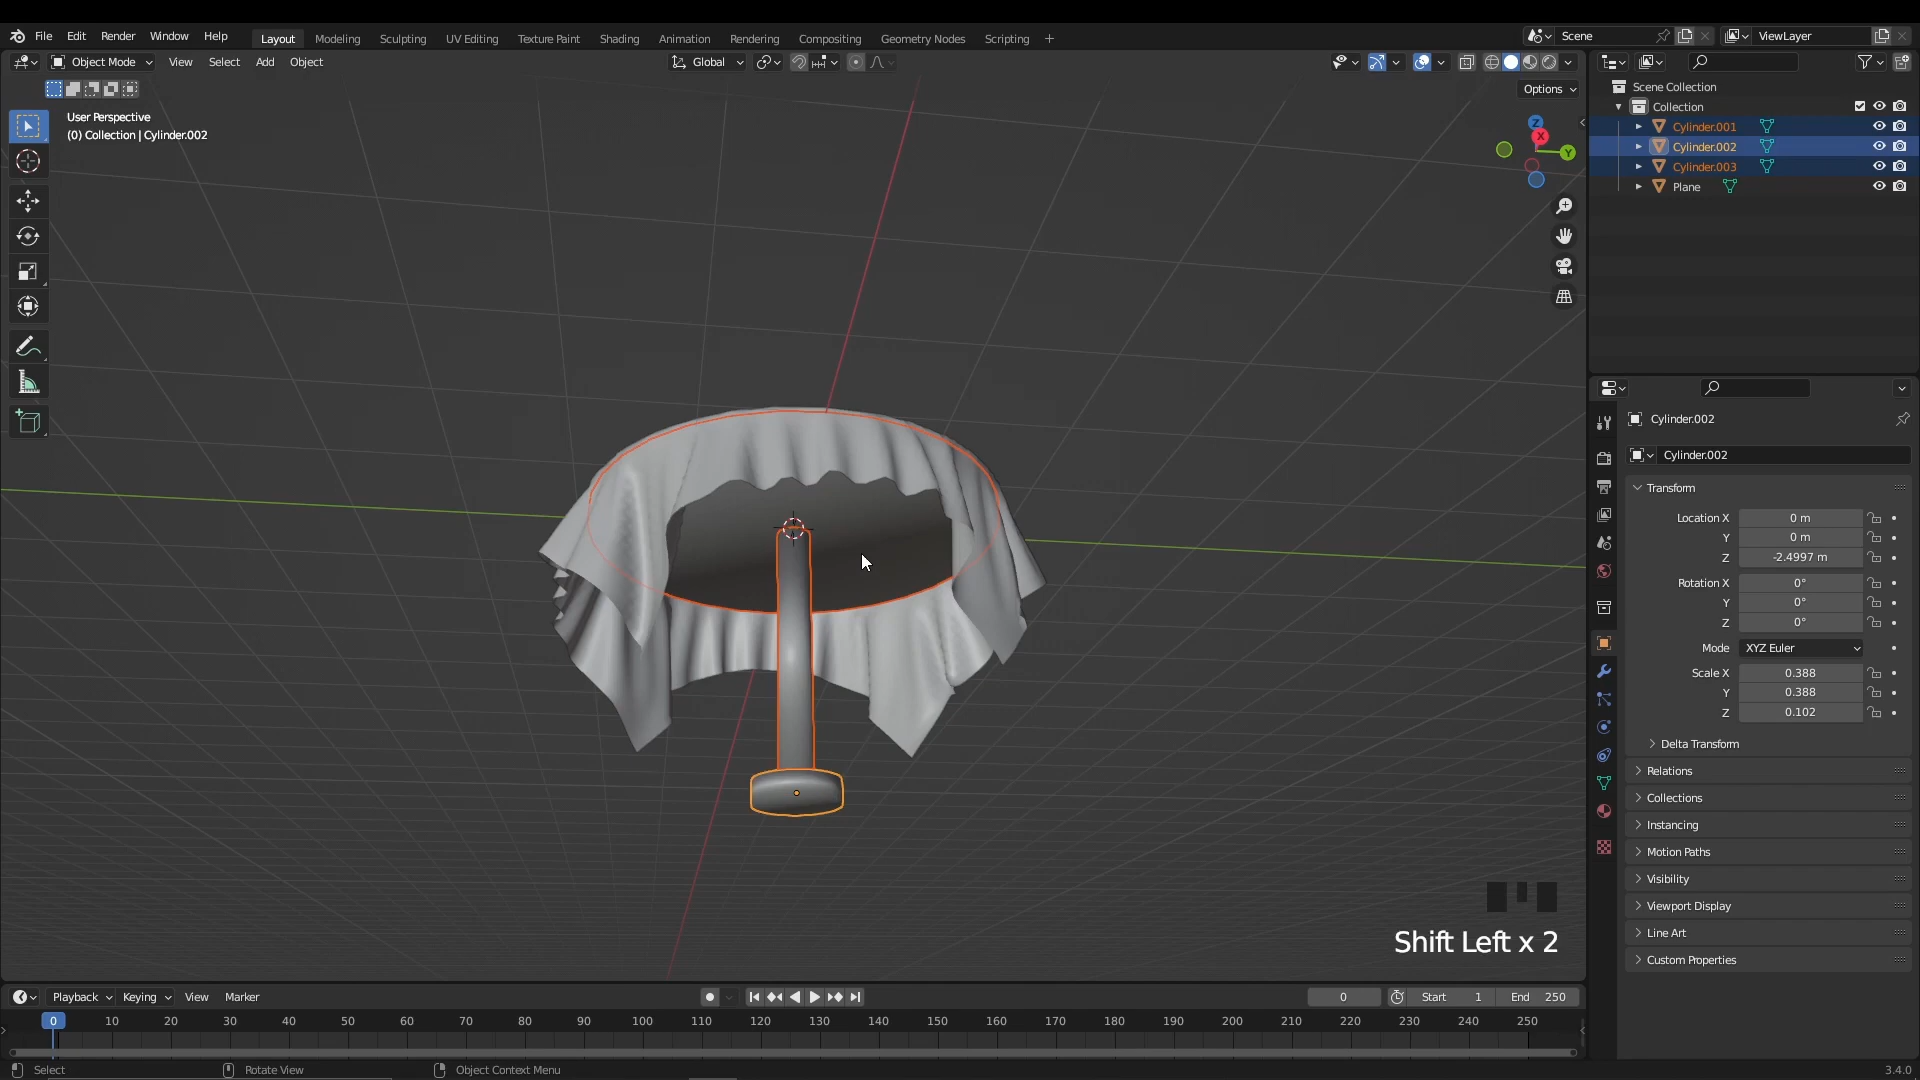 File Edit Render Window Help Layout Modeling Sculpting UV Editing Texture Paint Shading Animation Rendering Compositing Geometry Nodes Scripting + Scene ViewLayer
Object Mode View Select Add Object Global
Options
User Perspective
(0) Collection | Cylinder.002
Z
X
Y
Scene Collection
Collection
Cylinder.001
Cylinder.002
Cylinder.003
Plane
Cylinder.002
Cylinder.002
Transform
Location X 0 m
Y 0 m
Z -2.4997 m
Rotation X 0°
Y 0°
Z 0°
Mode XYZ Euler
Scale X 0.388
Y 0.388
Z 0.102
Delta Transform
Relations
Collections
Instancing
Motion Paths
Visibility
Viewport Display
Line Art
Custom Properties
Shift Left x 2
Playback Keying View Marker 0 Start 1 End 250
0 10 20 30 40 50 60 70 80 90 100 110 120 130 140 150 160 170 180 190 200 210 220 230 240 250
Select Rotate View Object Context Menu 3.4.0